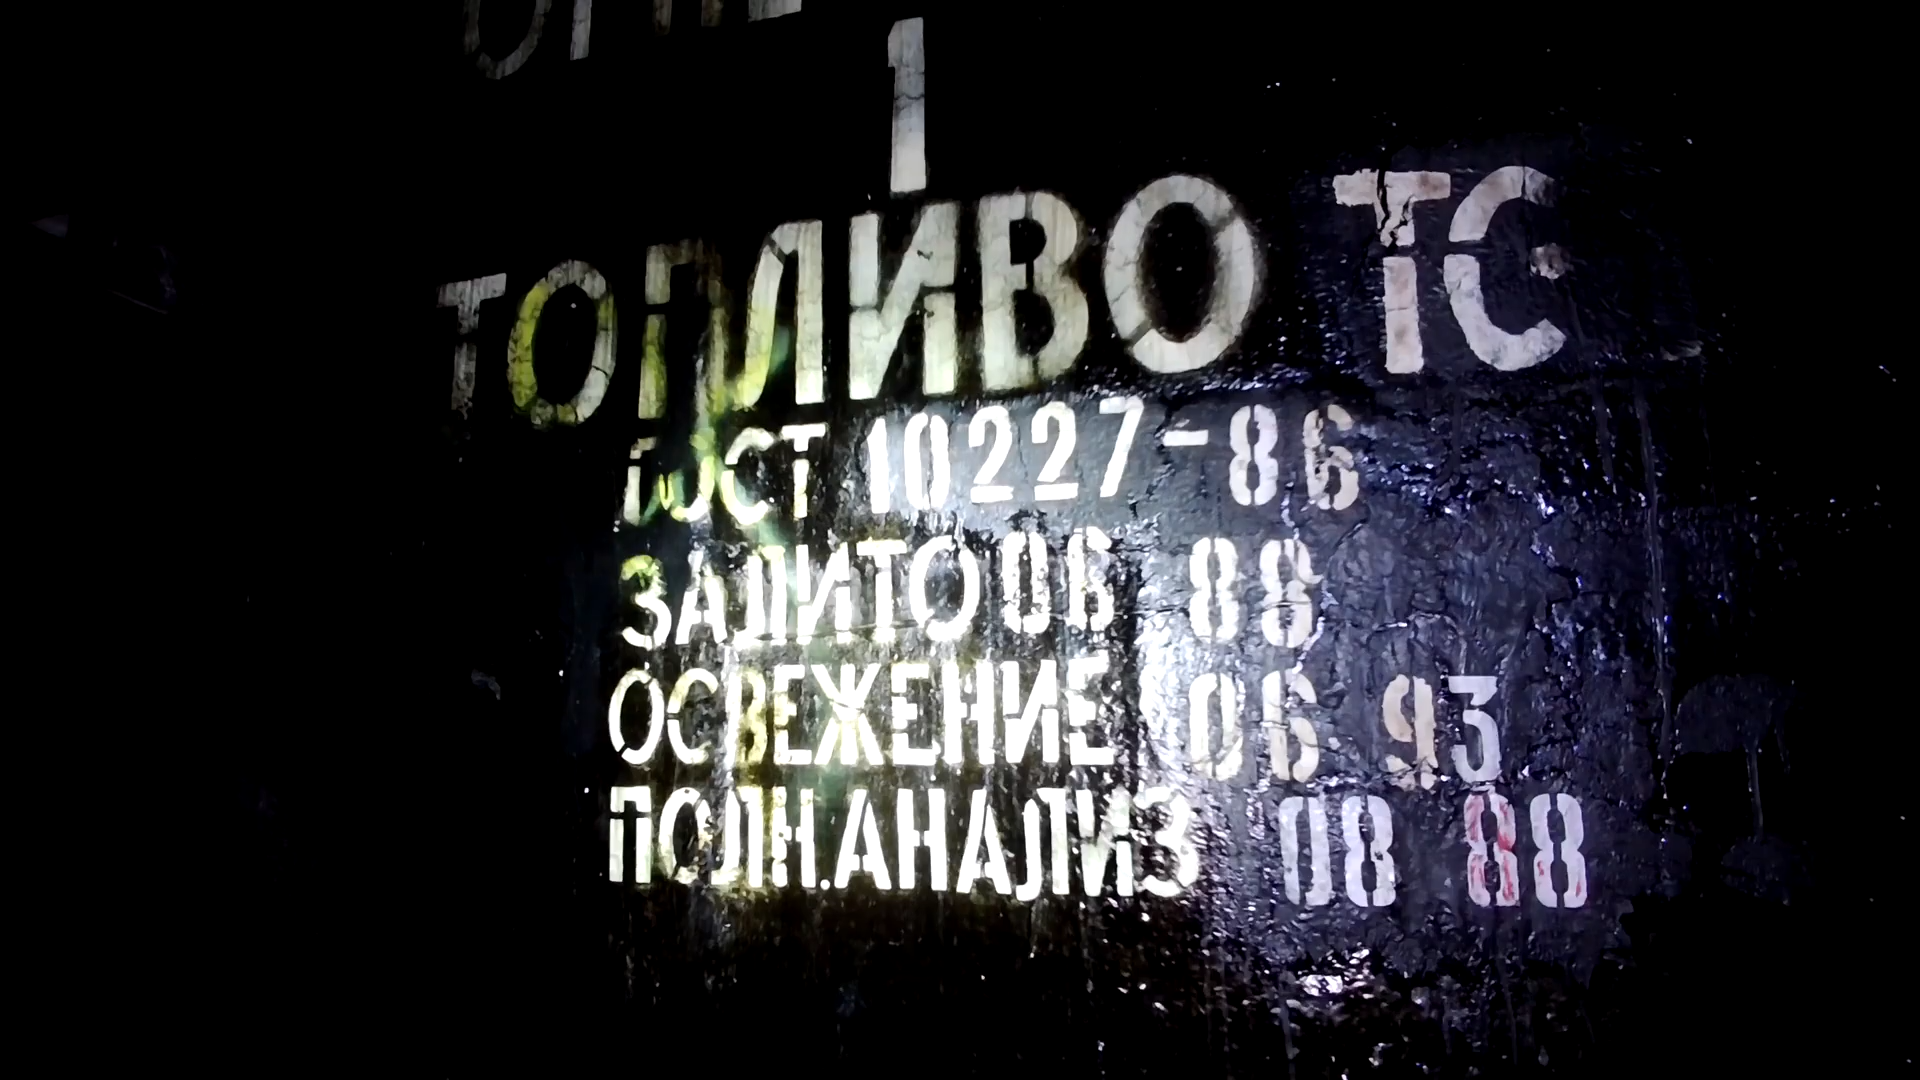 1
ТОПЛИВО ТС
ГОСТ 10227-86
ЗАЛИТО 06 88
ОСВЕЖЕНИЕ 06 93
ПОЛН.АНАЛИЗ 08 88